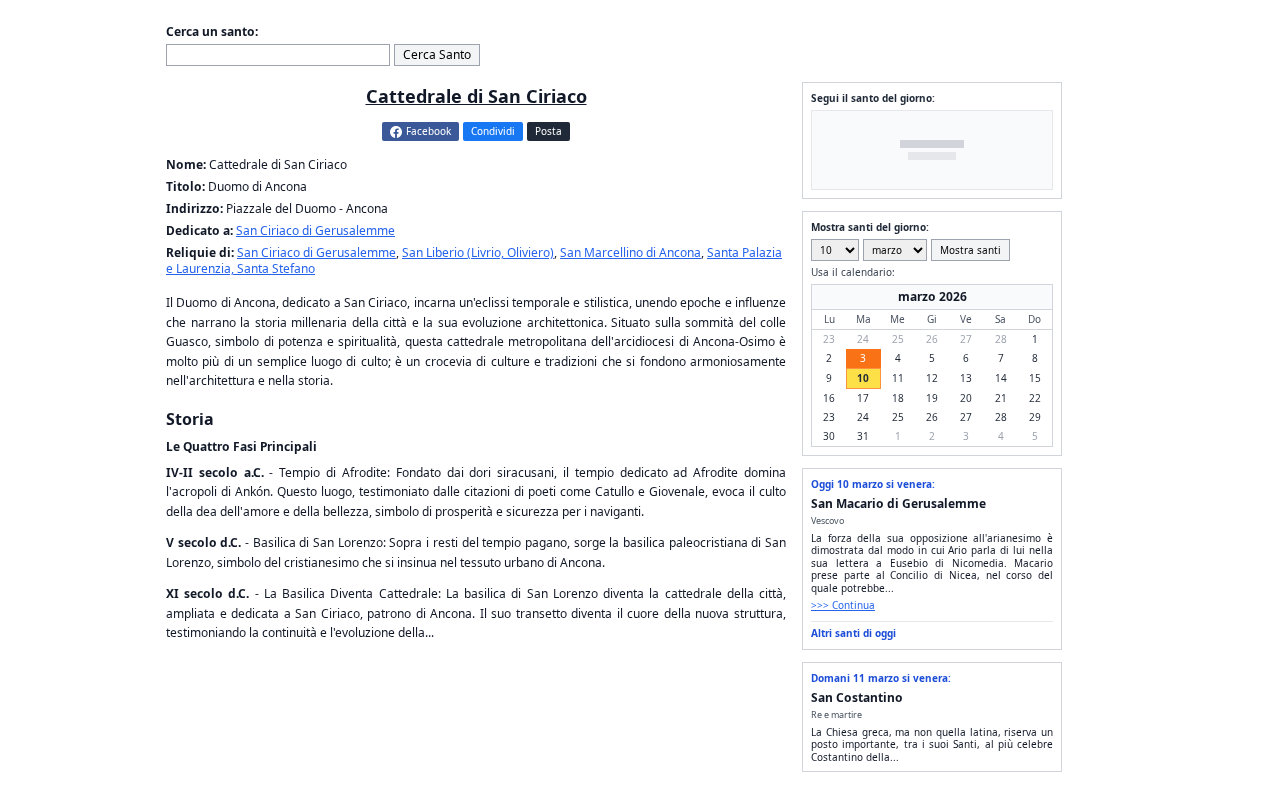 Cerca un santo:
Cerca Santo
Cattedrale di San Ciriaco
Facebook Condividi Posta
Nome: Cattedrale di San Ciriaco
Titolo: Duomo di Ancona
Indirizzo: Piazzale del Duomo - Ancona
Dedicato a: San Ciriaco di Gerusalemme
Reliquie di: San Ciriaco di Gerusalemme, San Liberio (Livrio, Oliviero), San Marcellino di Ancona, Santa Palazia
e Laurenzia, Santa Stefano
Il Duomo di Ancona, dedicato a San Ciriaco, incarna un'eclissi temporale e stilistica, unendo epoche e influenze
che narrano la storia millenaria della città e la sua evoluzione architettonica. Situato sulla sommità del colle
Guasco, simbolo di potenza e spiritualità, questa cattedrale metropolitana dell'arcidiocesi di Ancona-Osimo è
molto più di un semplice luogo di culto; è un crocevia di culture e tradizioni che si fondono armoniosamente
nell'architettura e nella storia.
Storia
Le Quattro Fasi Principali
IV-II secolo a.C. - Tempio di Afrodite: Fondato dai dori siracusani, il tempio dedicato ad Afrodite domina
l'acropoli di Ankón. Questo luogo, testimoniato dalle citazioni di poeti come Catullo e Giovenale, evoca il culto
della dea dell'amore e della bellezza, simbolo di prosperità e sicurezza per i naviganti.
V secolo d.C. - Basilica di San Lorenzo: Sopra i resti del tempio pagano, sorge la basilica paleocristiana di San
Lorenzo, simbolo del cristianesimo che si insinua nel tessuto urbano di Ancona.
XI secolo d.C. - La Basilica Diventa Cattedrale: La basilica di San Lorenzo diventa la cattedrale della città,
ampliata e dedicata a San Ciriaco, patrono di Ancona. Il suo transetto diventa il cuore della nuova struttura,
testimoniando la continuità e l'evoluzione della...
Segui il santo del giorno:
Mostra santi del giorno:
10 marzo Mostra santi
Usa il calendario:
marzo 2026
Lu Ma Me Gi Ve Sa Do
23 24 25 26 27 28 1
2 3 4 5 6 7 8
9 10 11 12 13 14 15
16 17 18 19 20 21 22
23 24 25 26 27 28 29
30 31 1 2 3 4 5
Oggi 10 marzo si venera:
San Macario di Gerusalemme
Vescovo
La forza della sua opposizione all'arianesimo è
dimostrata dal modo in cui Ario parla di lui nella
sua lettera a Eusebio di Nicomedia. Macario
prese parte al Concilio di Nicea, nel corso del
quale potrebbe...
>>> Continua
Altri santi di oggi
Domani 11 marzo si venera:
San Costantino
Re e martire
La Chiesa greca, ma non quella latina, riserva un
posto importante, tra i suoi Santi, al più celebre
Costantino della...